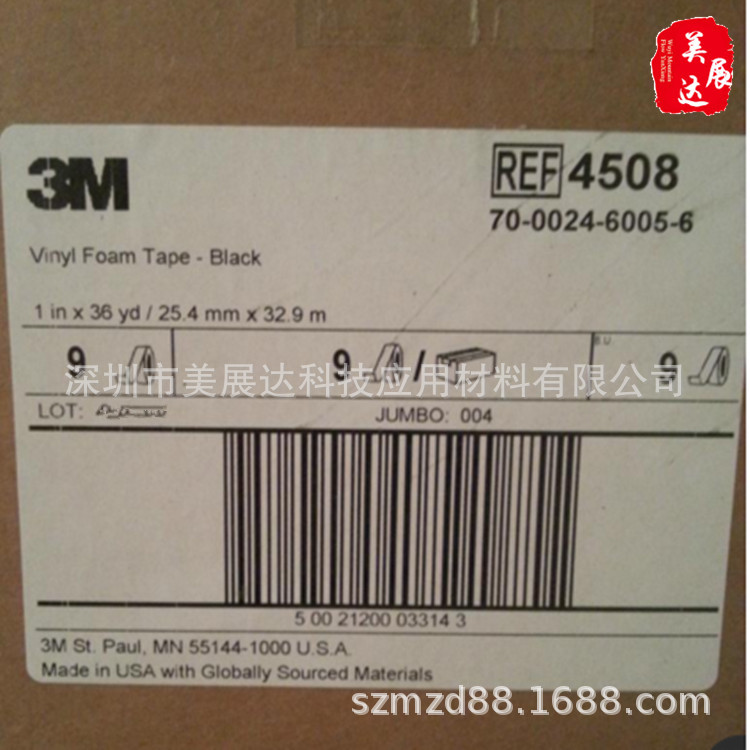 美展达
Wuyi Mountain
3M
REF 4508
70-0024-6005-6
Vinyl Foam Tape - Black
1 in x 36 yd / 25.4 mm x 32.9 m
B.U.
9
9 /
9
深圳市美展达科技应用材料有限公司
LOT:
JUMBO: 004
5 00 21200 03314 3
3M St. Paul, MN 55144-1000 U.S.A.
Made in USA with Globally Sourced Materials
szmzd88.1688.com